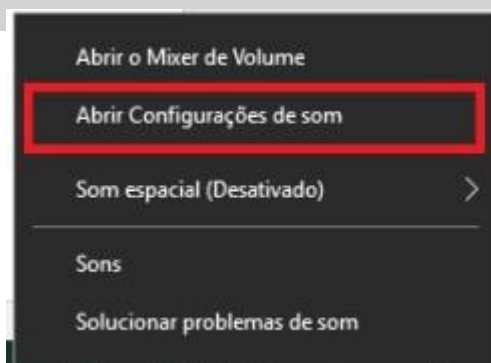 Abrir o Mixer de Volume
Abrir Configurações de som
Som espacial (Desativado)
Sons
Solucionar problemas de som